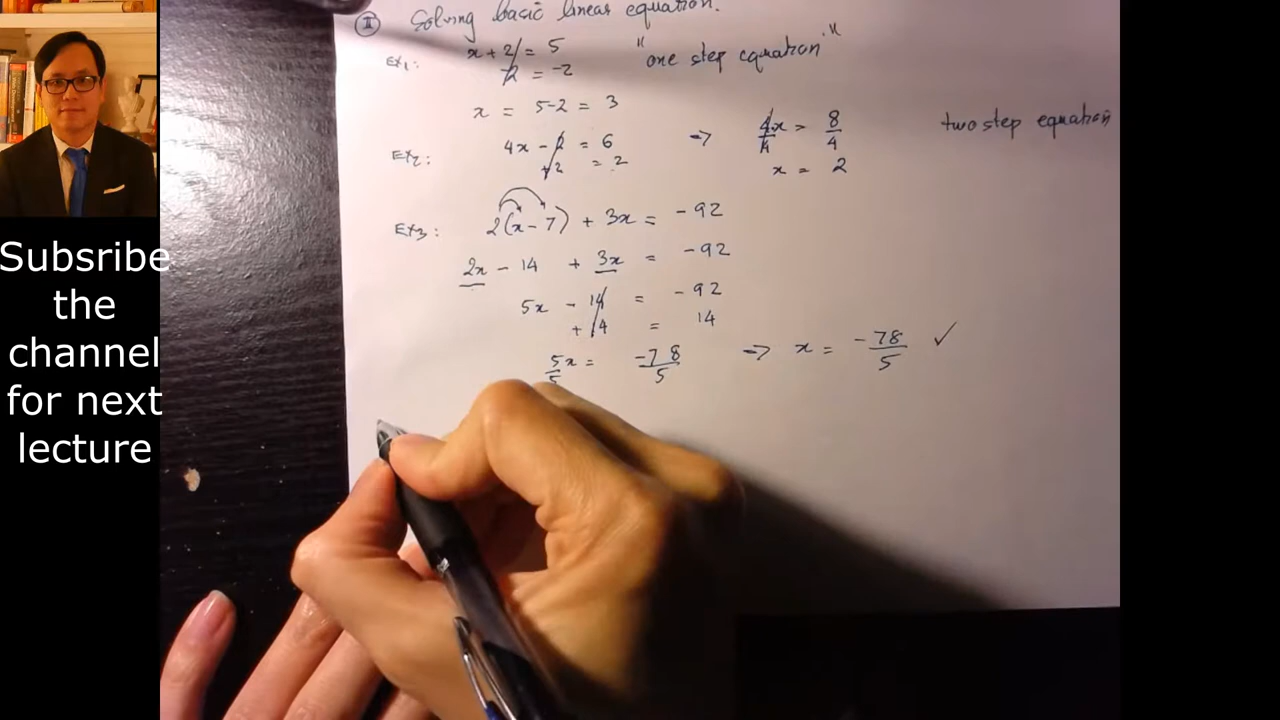 II Solving basic linear equation.
Ex1: x + 2 = 5 "one step equation"
-2 = -2
x = 5-2 = 3
Ex2: 4x - 2 = 6 => 4x = 8 two step equation
+2 = 2 4 4
x = 2
Ex3: 2(x - 7) + 3x = -92
2x - 14 + 3x = -92
5x - 14 = -92
+14 = 14
5x = -78 => x = -78 ✓
5 5 5
Subsribe
the
channel
for next
lecture